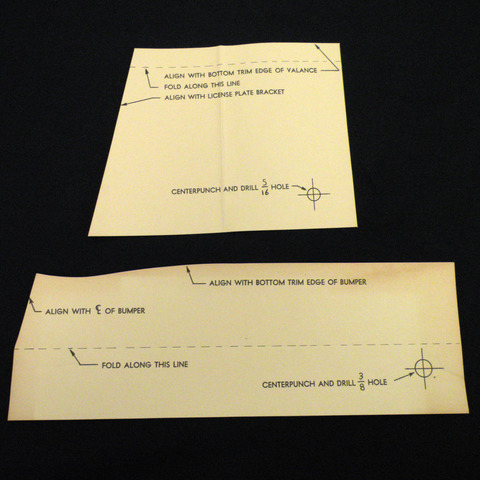 ALIGN WITH BOTTOM TRIM EDGE OF VALANCE
FOLD ALONG THIS LINE
ALIGN WITH LICENSE PLATE BRACKET
CENTERPUNCH AND DRILL 5/16 HOLE
ALIGN WITH BOTTOM TRIM EDGE OF BUMPER
ALIGN WITH ℄ OF BUMPER
FOLD ALONG THIS LINE
CENTERPUNCH AND DRILL 3/8 HOLE